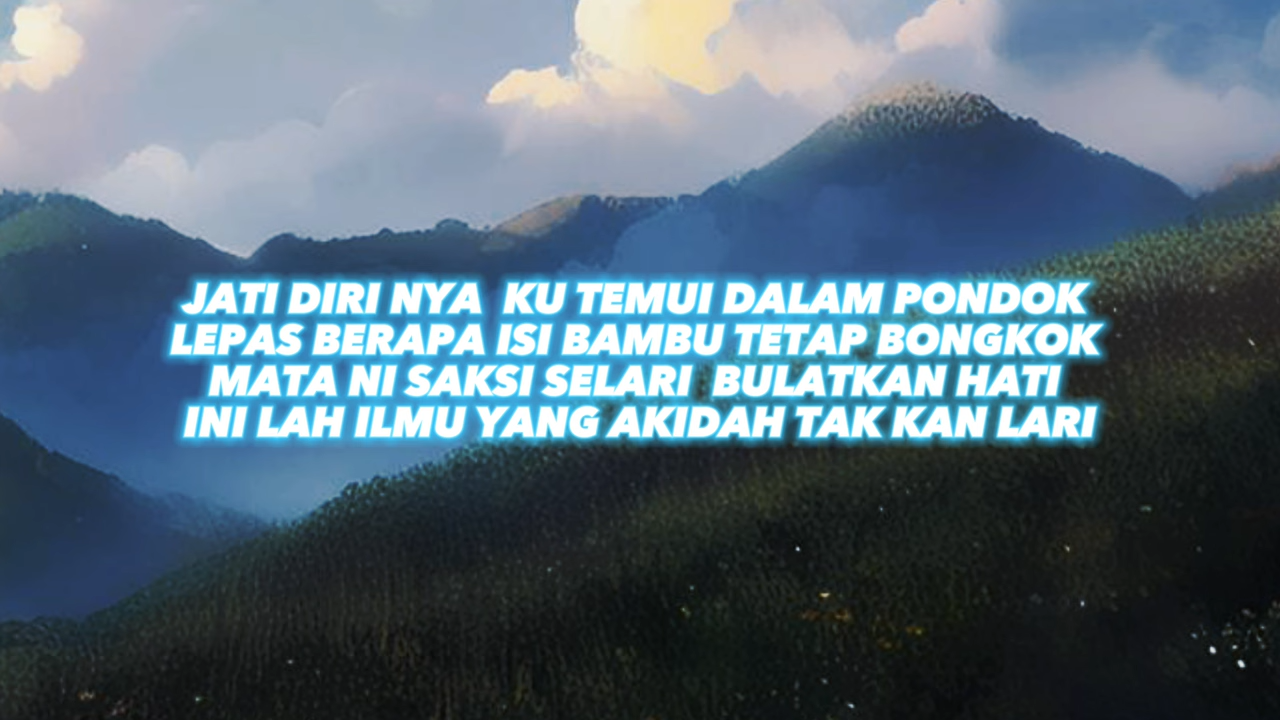 JATI DIRI NYA  KU TEMUI DALAM PONDOK
LEPAS BERAPA ISI BAMBU TETAP BONGKOK
MATA NI SAKSI SELARI  BULATKAN HATI
INI LAH ILMU YANG AKIDAH TAK KAN LARI